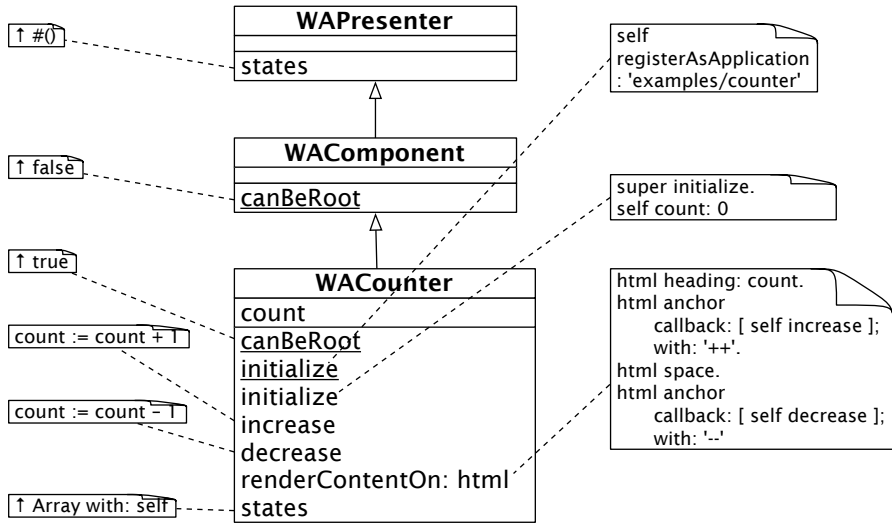 WAPresenter
states
↑ #()
WAComponent
canBeRoot
↑ false
WACounter
count
canBeRoot
initialize
initialize
increase
decrease
renderContentOn: html
states
↑ true
count := count + 1
count := count – 1
↑ Array with: self
self
registerAsApplication
: 'examples/counter'
super initialize.
self count: 0
html heading: count.
html anchor
callback: [ self increase ];
with: '++'.
html space.
html anchor
callback: [ self decrease ];
with: '--'